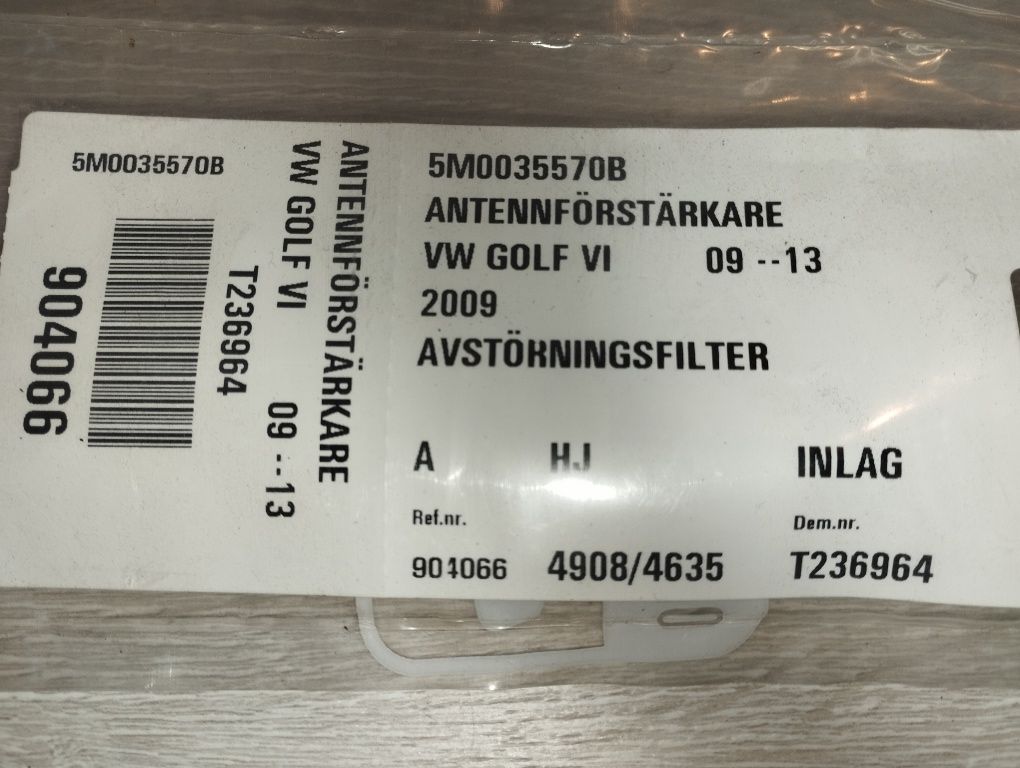 5M0035570B
904066
T236964
VW GOLF VI 09 --13
ANTENNFÖRSTÄRKARE
5M0035570B
ANTENNFÖRSTÄRKARE
VW GOLF VI 09 --13
2009
AVSTÖRNINGSFILTER
A HJ INLAG
Ref.nr. Dem.nr.
904066 4908/4635 T236964